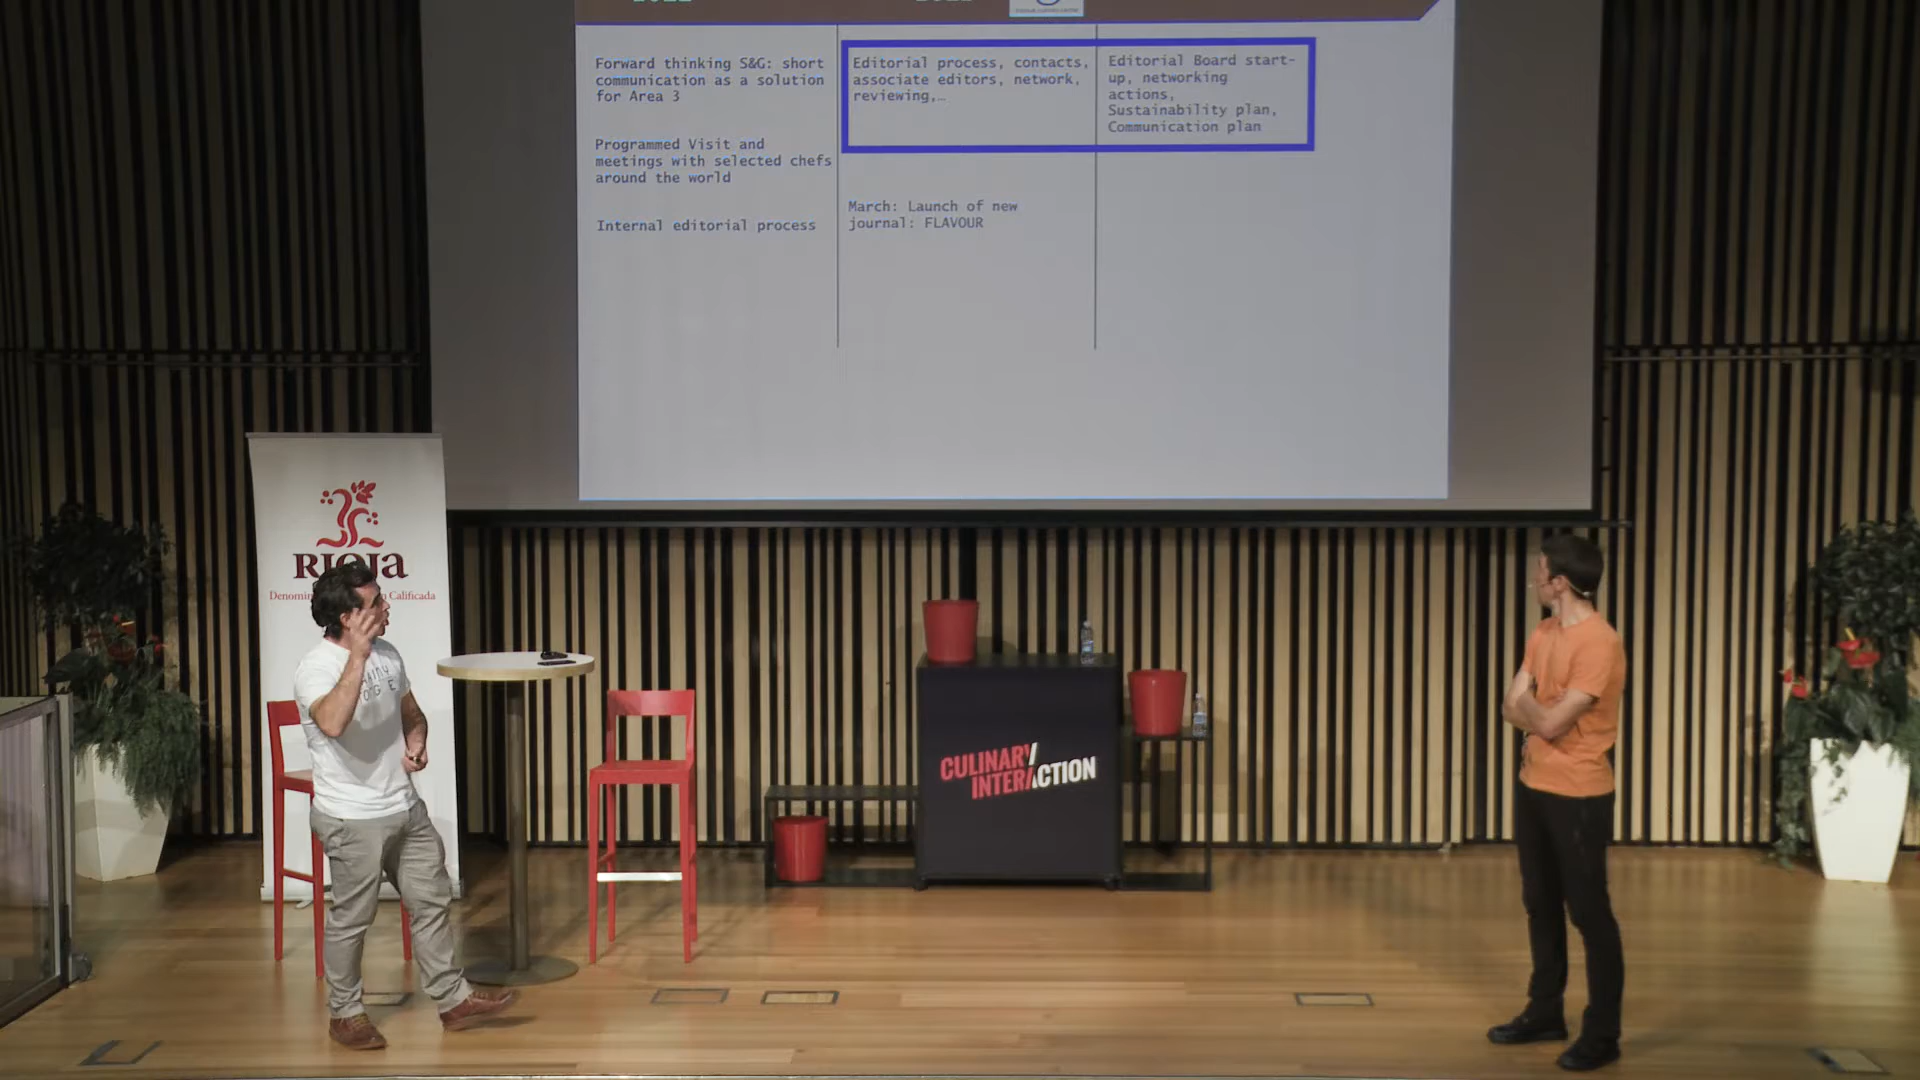 Forward thinking S&G: short
communication as a solution
for Area 3
Programmed Visit and
meetings with selected chefs
around the world
Internal editorial process
Editorial process, contacts,
associate editors, network,
reviewing,…
March: Launch of new
journal: FLAVOUR
Editorial Board start-
up, networking
actions,
Sustainability plan,
Communication plan
RIOJa
Calificada
CULINARY
INTERACTION